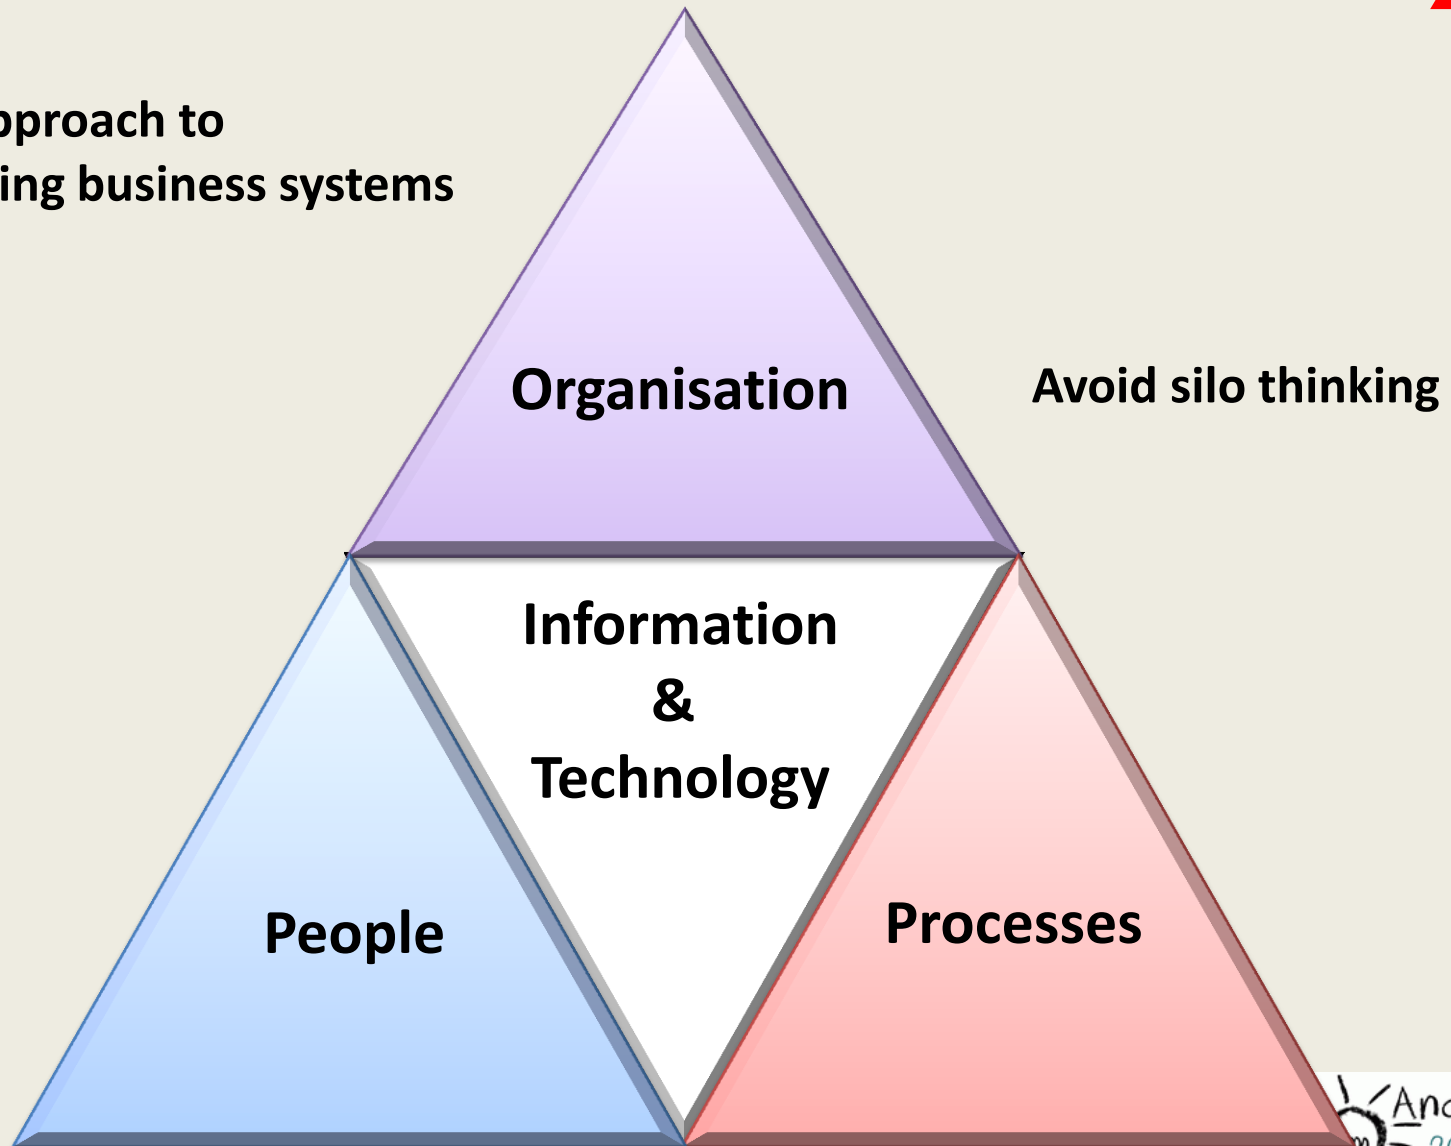 pproach to
ing business systems
Organisation
Avoid silo thinking
Information
&
Technology
People
Processes